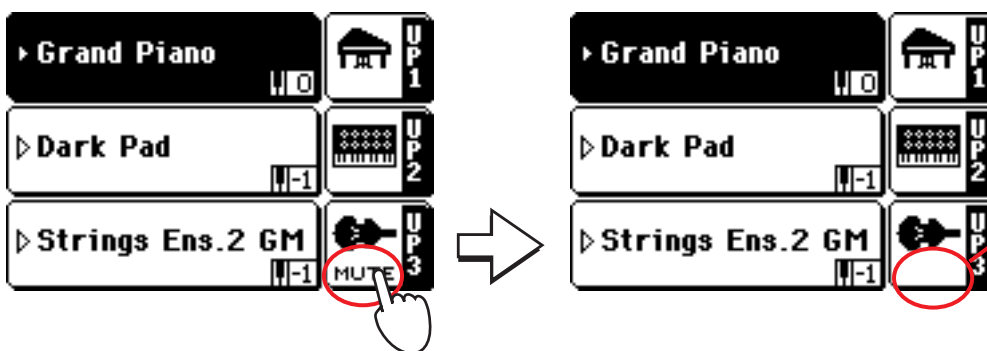 Grand Piano
0
UP1
Dark Pad
-1
UP2
Strings Ens.2 GM
-1
MUTE
UP3
Grand Piano
0
UP1
Dark Pad
-1
UP2
Strings Ens.2 GM
-1
UP3